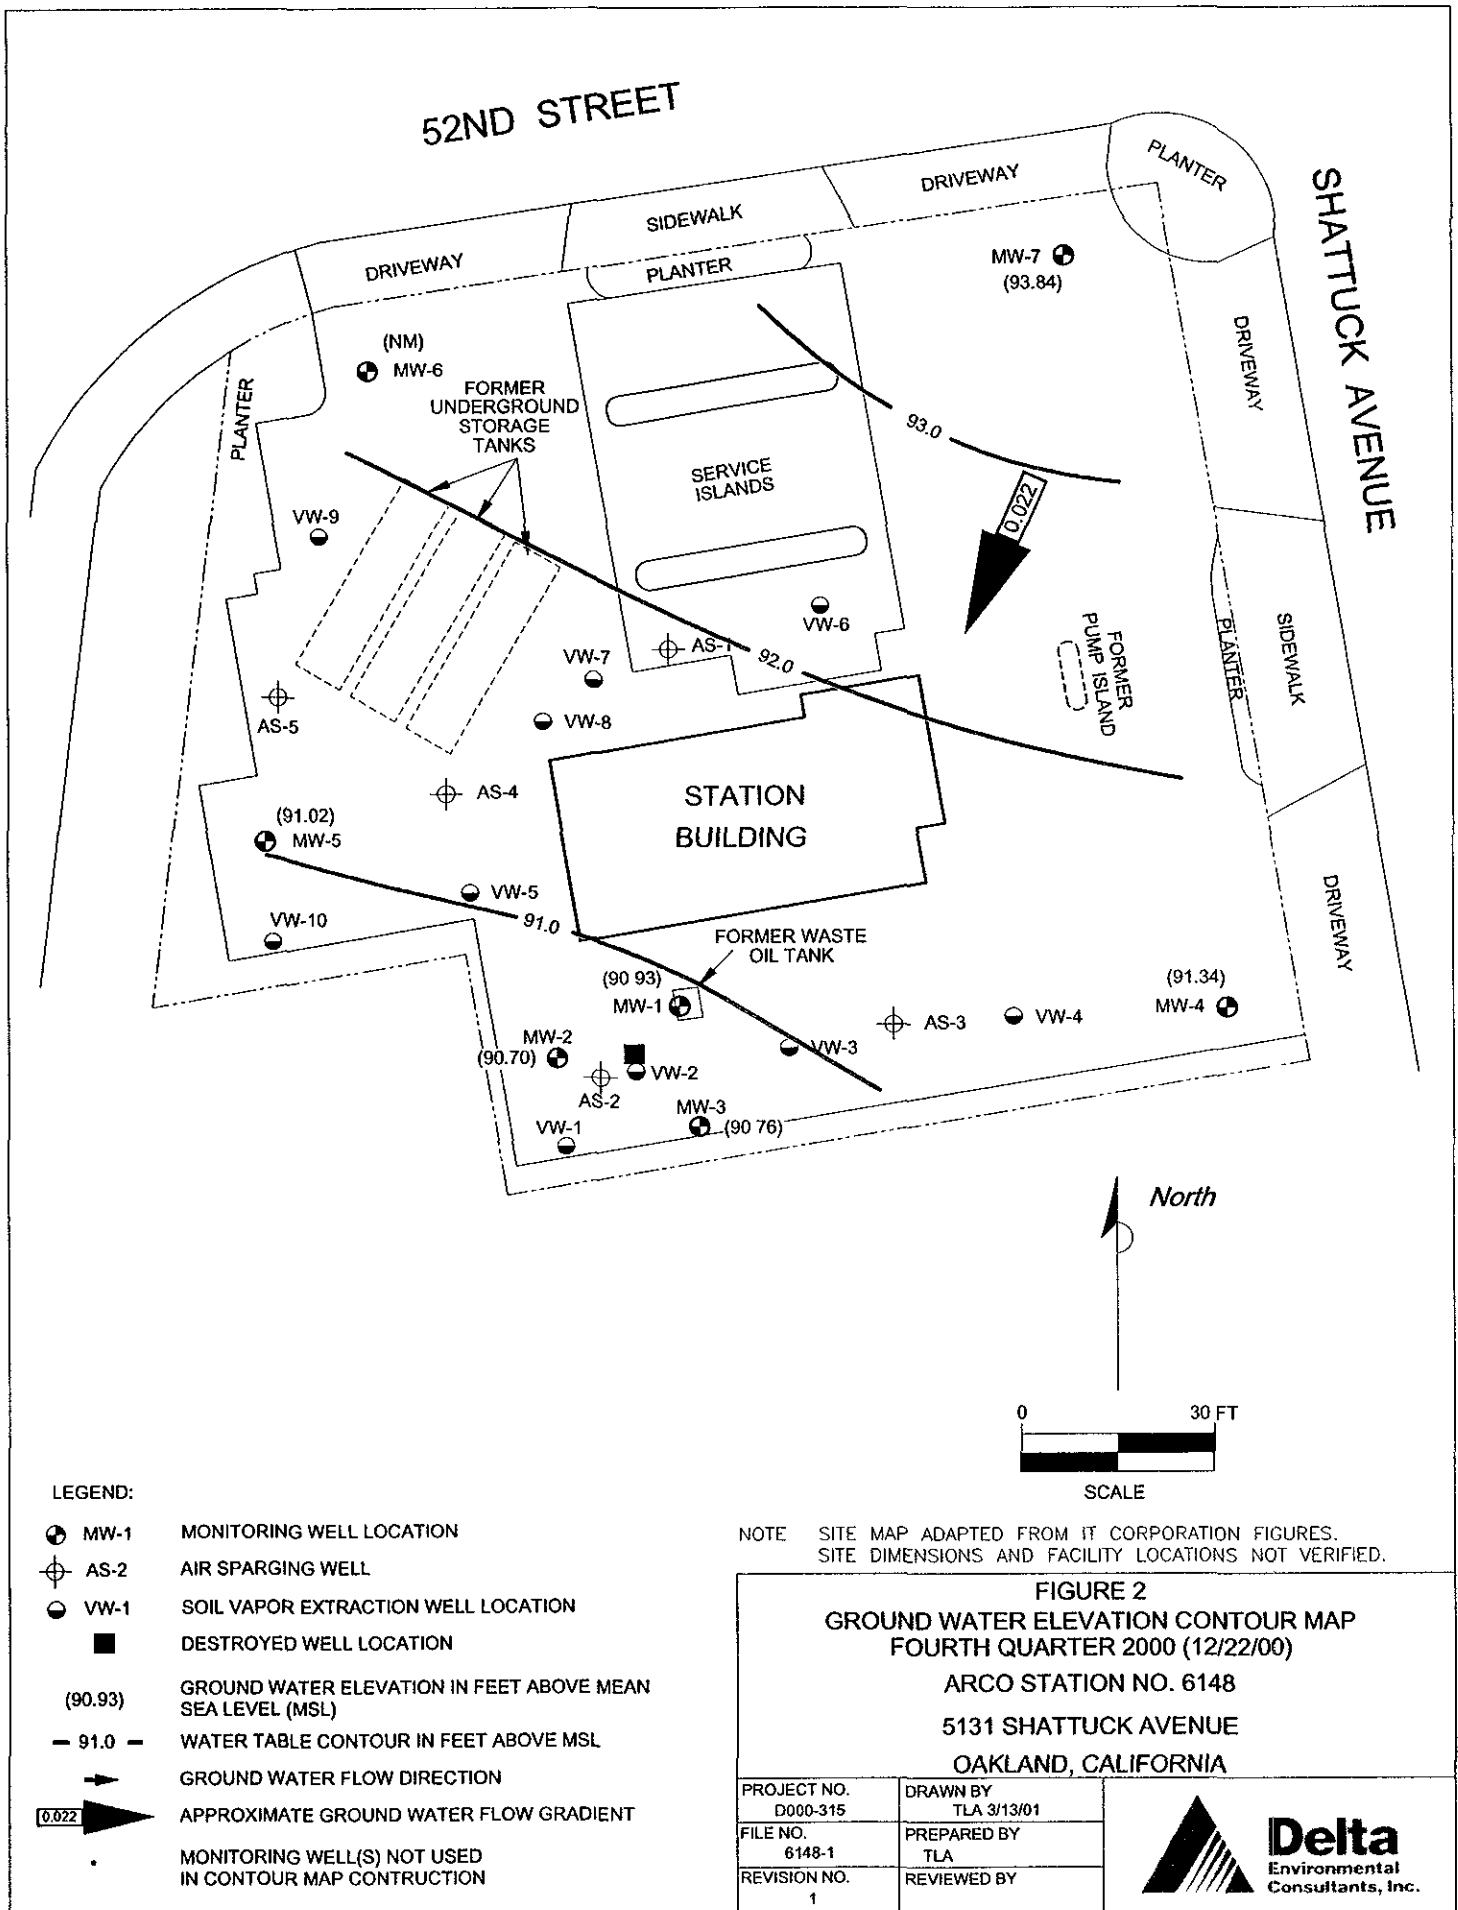 52ND STREET
SHATTUCK AVENUE
PLANTER
DRIVEWAY
SIDEWALK
DRIVEWAY
PLANTER
MW-7
(93.84)
DRIVEWAY
(NM)
MW-6
FORMER
UNDERGROUND
STORAGE
TANKS
PLANTER
93.0
SERVICE
ISLANDS
0.022
VW-9
VW-6
AS-1
92.0
VW-7
FORMER
PUMP ISLAND
PLANTER
SIDEWALK
AS-5
VW-8
AS-4
STATION
BUILDING
(91.02)
MW-5
VW-5
91.0
VW-10
FORMER WASTE
OIL TANK
DRIVEWAY
(90 93)
MW-1
(91.34)
MW-4
AS-3
VW-4
MW-2
(90.70)
VW-3
VW-2
AS-2
MW-3
(90 76)
VW-1
North
0 30 FT
SCALE
LEGEND:
MW-1 MONITORING WELL LOCATION
AS-2 AIR SPARGING WELL
VW-1 SOIL VAPOR EXTRACTION WELL LOCATION
DESTROYED WELL LOCATION
(90.93) GROUND WATER ELEVATION IN FEET ABOVE MEAN
SEA LEVEL (MSL)
91.0 WATER TABLE CONTOUR IN FEET ABOVE MSL
GROUND WATER FLOW DIRECTION
0.022 APPROXIMATE GROUND WATER FLOW GRADIENT
MONITORING WELL(S) NOT USED
IN CONTOUR MAP CONTRUCTION
NOTE SITE MAP ADAPTED FROM IT CORPORATION FIGURES.
SITE DIMENSIONS AND FACILITY LOCATIONS NOT VERIFIED.
FIGURE 2
GROUND WATER ELEVATION CONTOUR MAP
FOURTH QUARTER 2000 (12/22/00)
ARCO STATION NO. 6148
5131 SHATTUCK AVENUE
OAKLAND, CALIFORNIA
PROJECT NO.
D000-315
DRAWN BY
TLA 3/13/01
FILE NO.
6148-1
PREPARED BY
TLA
REVISION NO.
1
REVIEWED BY
Delta
Environmental
Consultants, Inc.